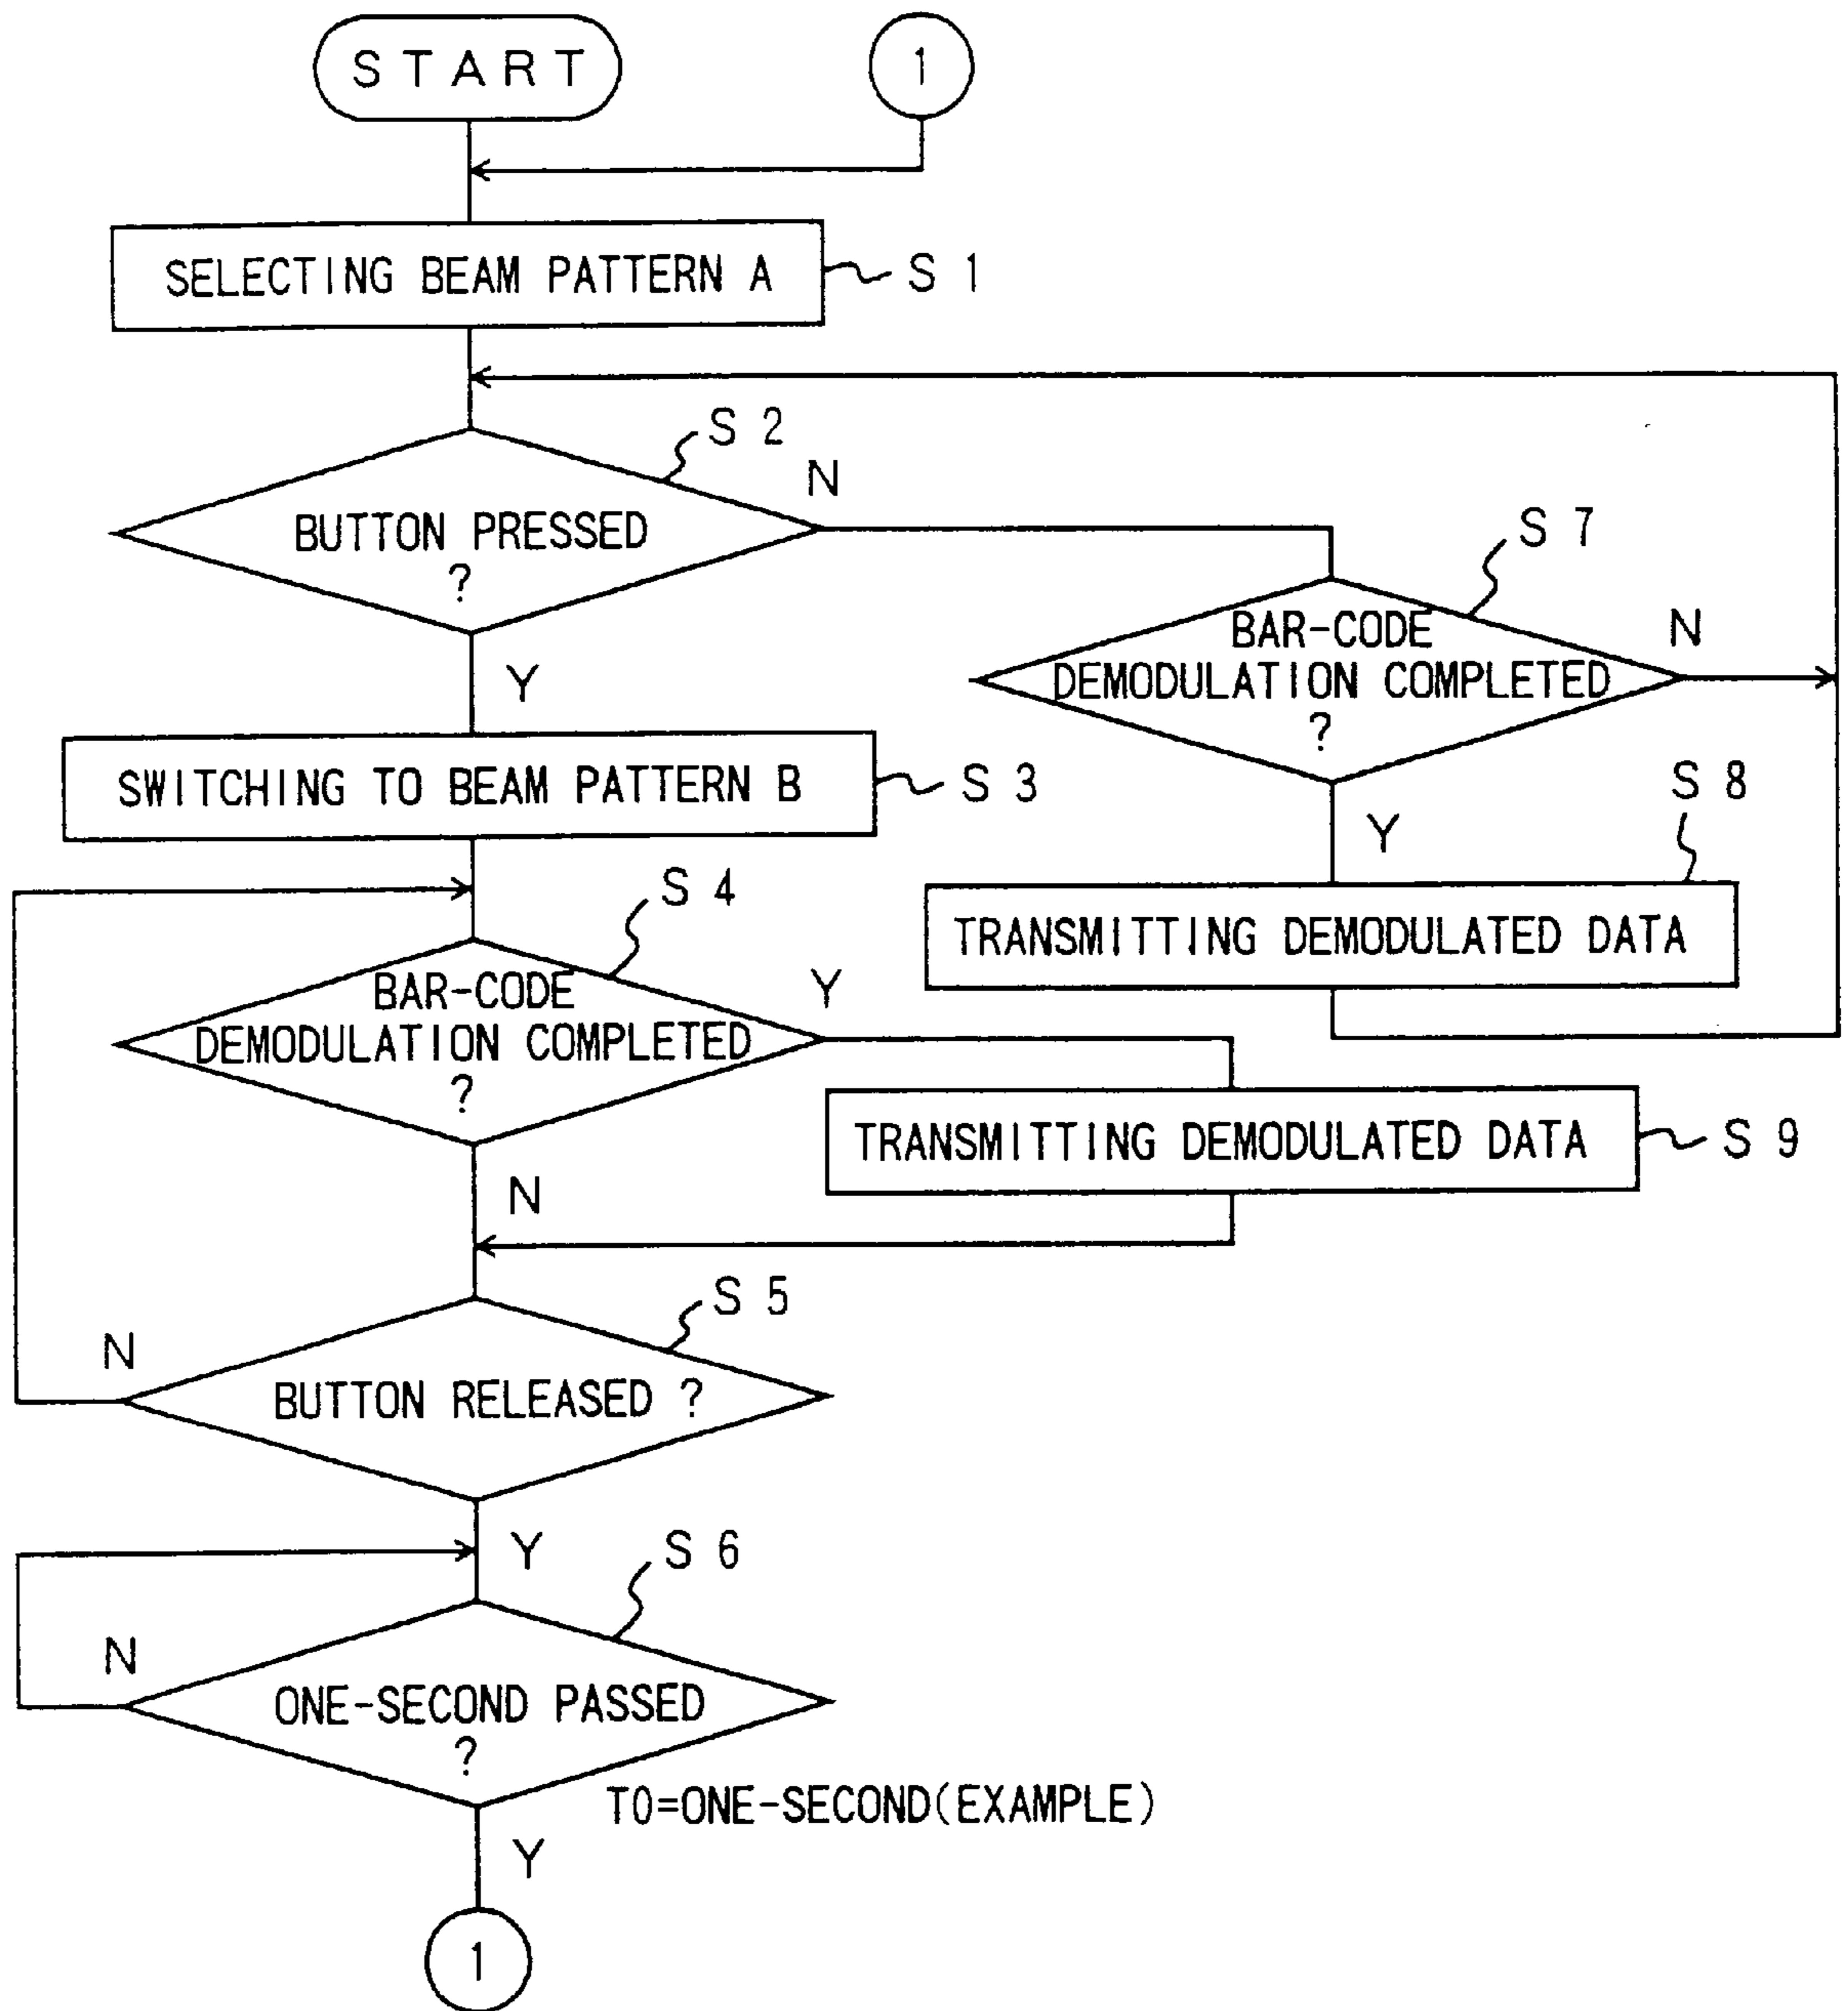 START
1
SELECTING BEAM PATTERN A
S 1
S 2
N
BUTTON PRESSED
?
Y
S 7
BAR-CODE
DEMODULATION COMPLETED
?
N
Y
SWITCHING TO BEAM PATTERN B
S 3
S 8
TRANSMITTING DEMODULATED DATA
S 4
BAR-CODE
DEMODULATION COMPLETED
?
Y
N
TRANSMITTING DEMODULATED DATA
S 9
S 5
N
BUTTON RELEASED ?
Y
S 6
N
ONE-SECOND PASSED
?
T0=ONE-SECOND(EXAMPLE)
Y
1